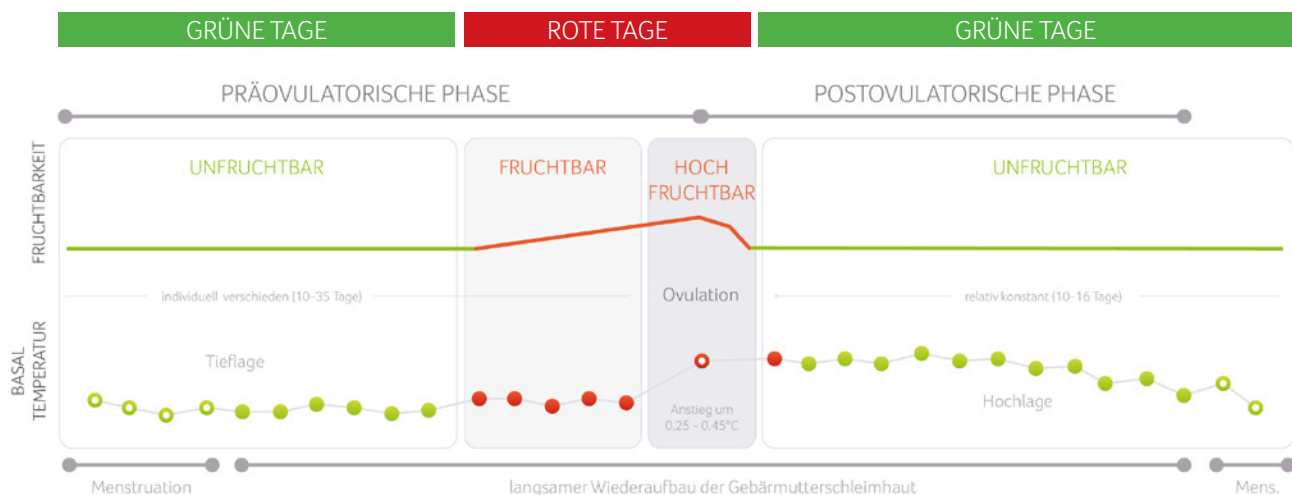 GRÜNE TAGE
ROTE TAGE
GRÜNE TAGE
PRÄOVULATORISCHE PHASE
POSTOVULATORISCHE PHASE
FRUCHTBARKEIT
UNFRUCHTBAR
FRUCHTBAR
HOCH
FRUCHTBAR
UNFRUCHTBAR
individuell verschieden (10-35 Tage)
Ovulation
relativ konstant (10-16 Tage)
BASAL
TEMPERATUR
Tieflage
Anstieg um
0.25 – 0.45°C
Hochlage
Menstruation
langsamer Wiederaufbau der Gebärmutterschleimhaut
Mens.